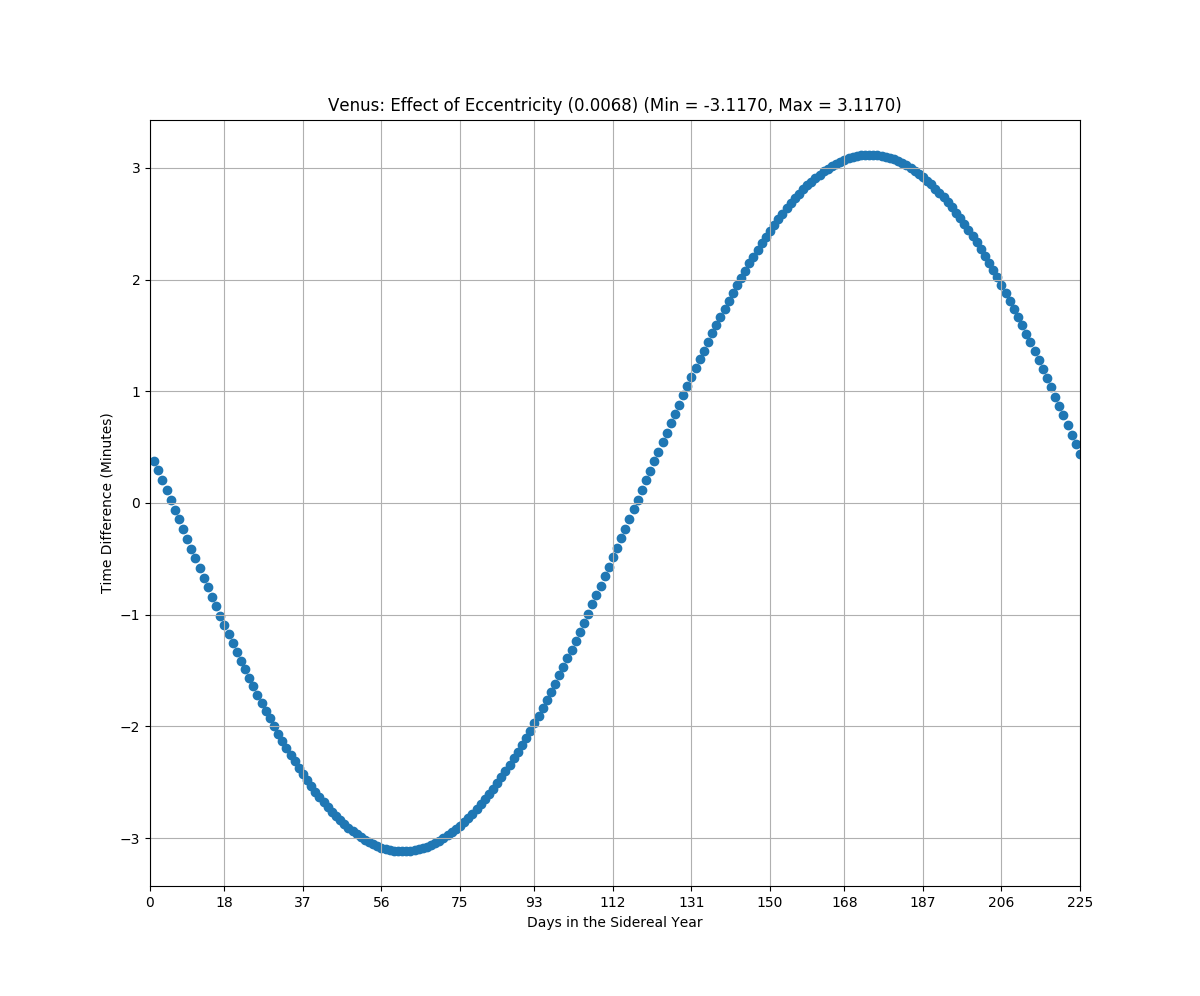 Venus: Effect of Eccentricity (0.0068) (Min = -3.1170, Max = 3.1170)
3
2
1
0
−1
−2
−3
Time Difference (Minutes)
0 18 37 56 75 93 112 131 150 168 187 206 225
Days in the Sidereal Year